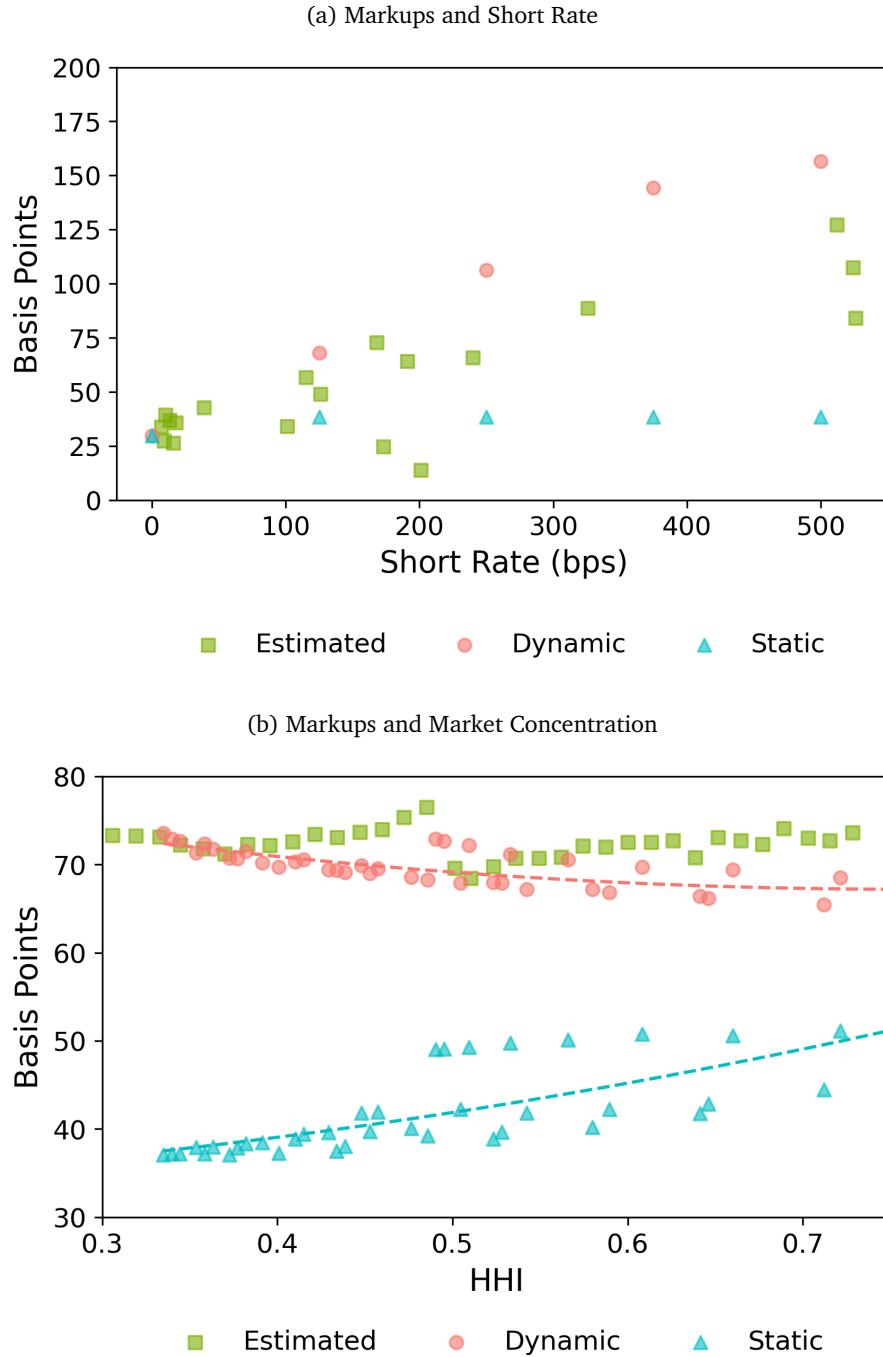 (a) Markups and Short Rate
200
175
150
125
100
75
50
25
0
Basis Points
0 100 200 300 400 500
Short Rate (bps)
Estimated Dynamic Static
(b) Markups and Market Concentration
80
70
60
50
40
30
Basis Points
0.3 0.4 0.5 0.6 0.7
HHI
Estimated Dynamic Static